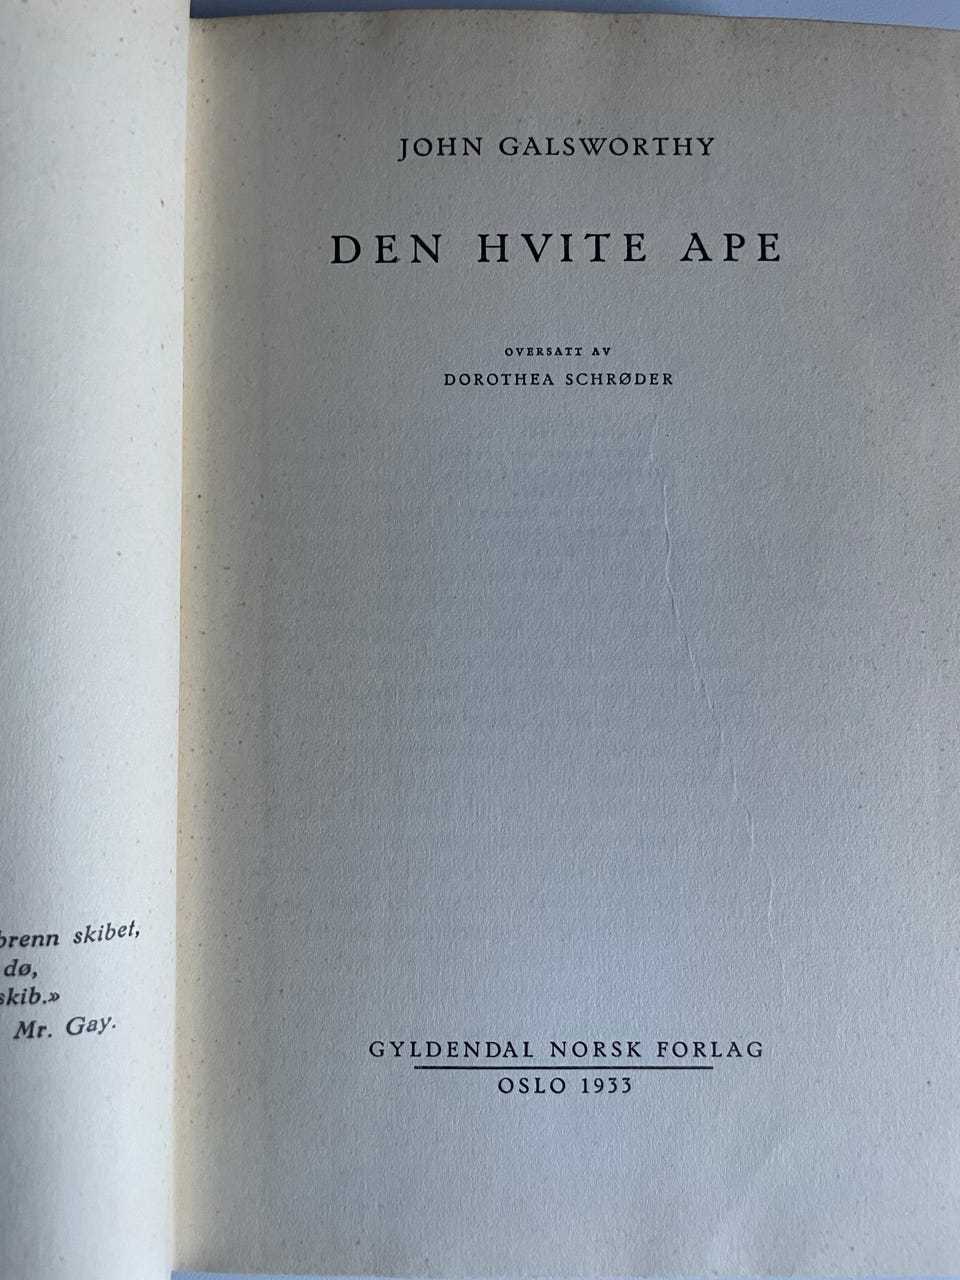 JOHN GALSWORTHY
DEN HVITE APE
OVERSATT AV
DOROTHEA SCHRØDER
GYLDENDAL NORSK FORLAG
OSLO 1933
brenn skibet,
dø,
skib.»
Mr. Gay.